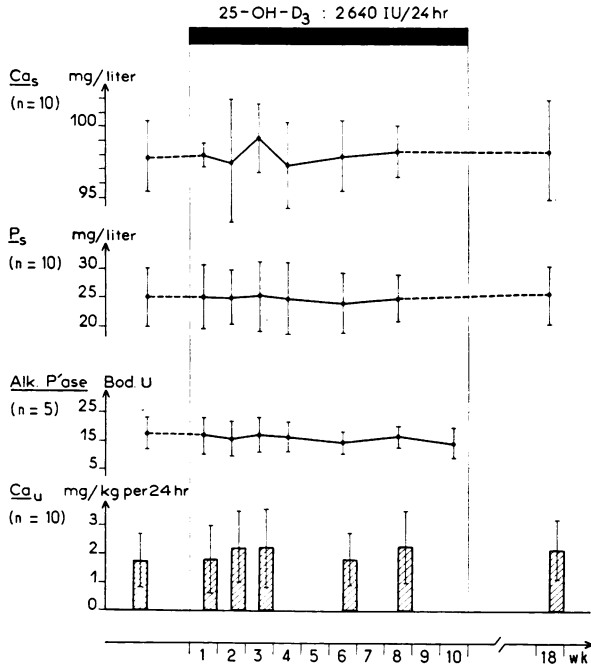 25-OH-D3 : 2640 IU/24hr
Cas mg/liter
(n=10)
100
95
Ps mg/liter
(n=10)
30
25
20
Alk. P'ase Bod. U
(n=5)
25
15
5
Cau mg/kg per 24 hr
(n=10)
3
2
1
0
1 2 3 4 5 6 7 8 9 10 18 wk